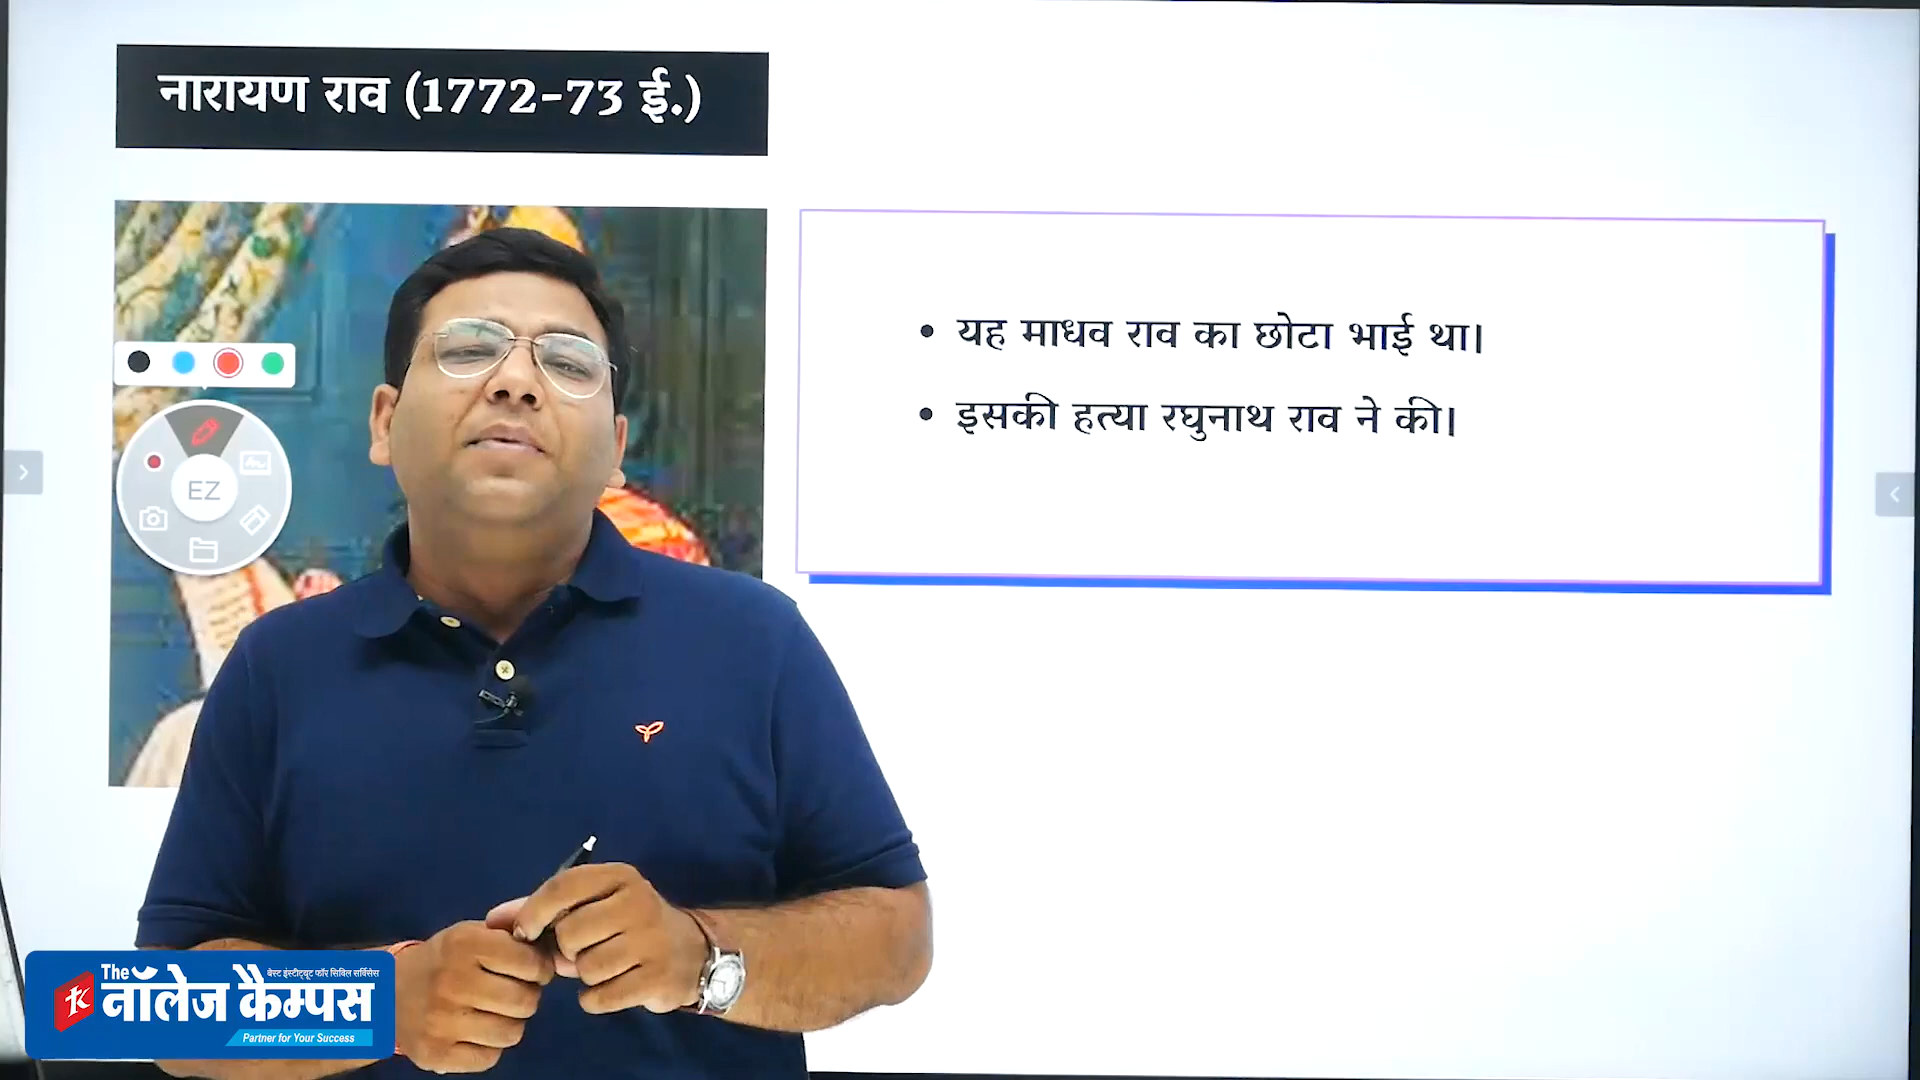 नारायण राव (1772-73 ई.)
• यह माधव राव का छोटा भाई था।
• इसकी हत्या रघुनाथ राव ने की।
EZ
The
बेस्ट इंस्टीट्यूट फॉर सिविल सर्विसेस
नॉलेज कैम्पस
Partner for Your Success